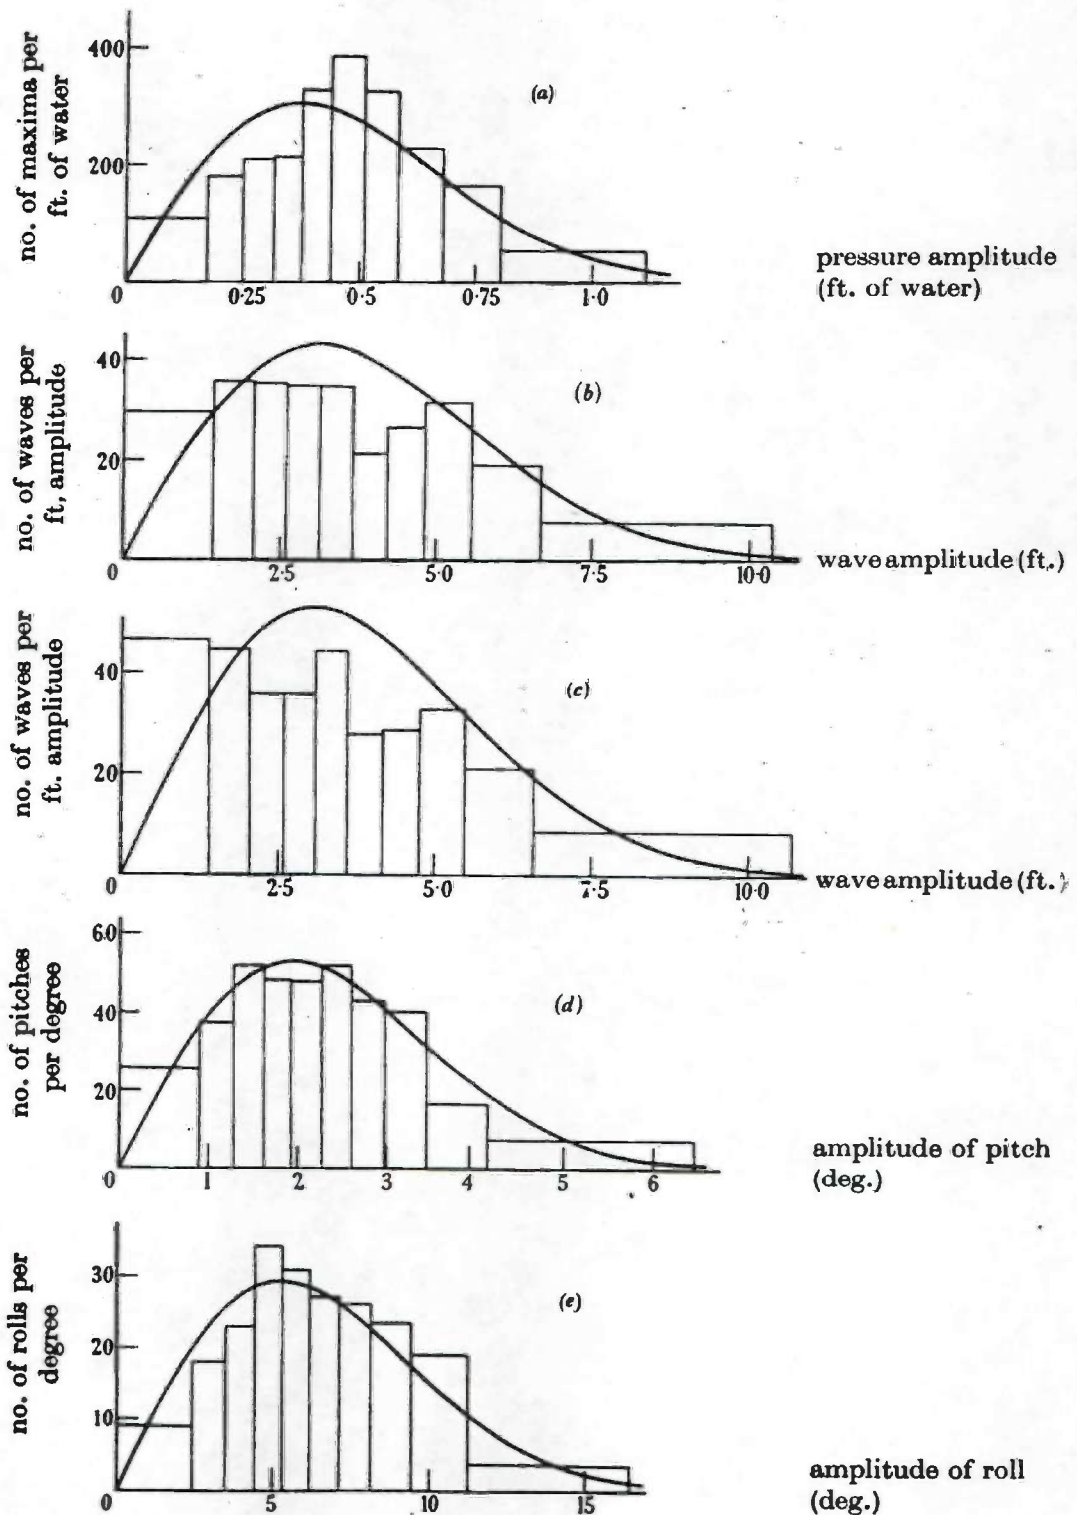 no. of maxima per
ft. of water
400
200
(a)
0 0·25 0·5 0·75 1·0
pressure amplitude
(ft. of water)
no. of waves per
ft, amplitude
40
20
(b)
0 2·5 5·0 7·5 10·0
wave amplitude (ft.)
no. of waves per
ft. amplitude
40
20
(c)
0 2·5 5·0 7·5 10·0
wave amplitude (ft.)
no. of pitches
per degree
60
40
20
(d)
0 1 2 3 4 5 6
amplitude of pitch
(deg.)
no. of rolls per
degree
30
20
10
(e)
0 5 10 15
amplitude of roll
(deg.)